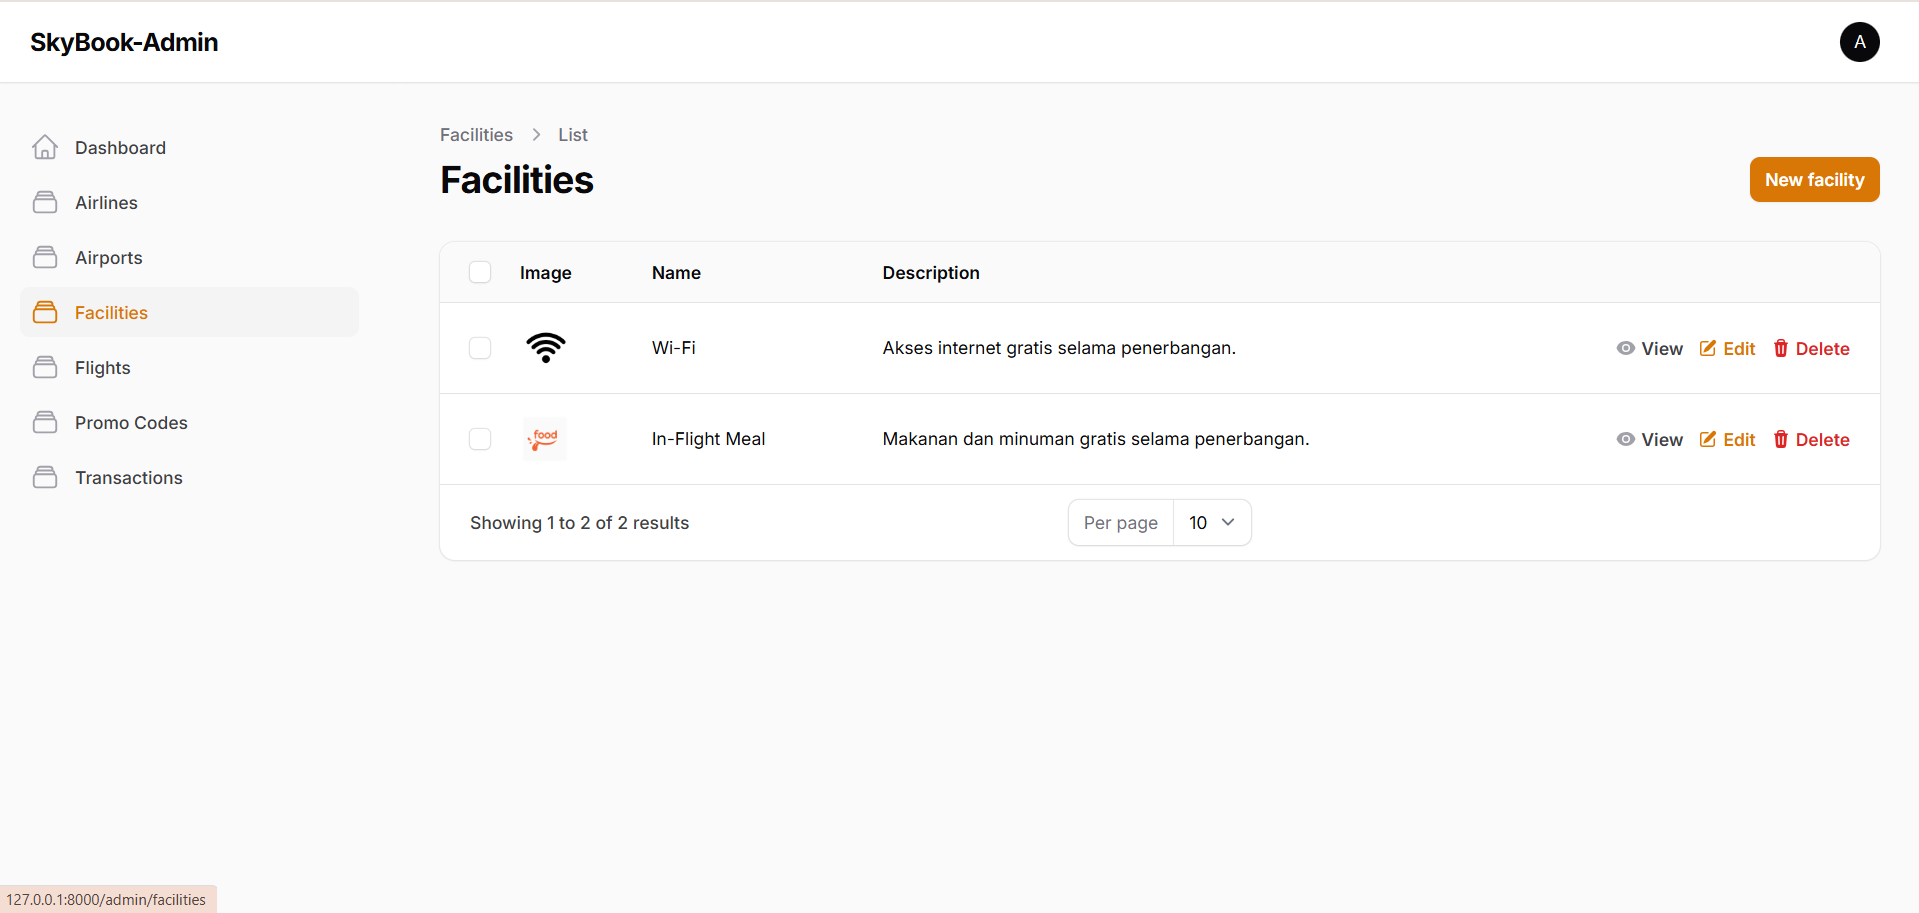 SkyBook-Admin
A
Dashboard
Airlines
Airports
Facilities
Flights
Promo Codes
Transactions
Facilities > List
Facilities
New facility
Image Name Description
Wi-Fi Akses internet gratis selama penerbangan. View Edit Delete
food In-Flight Meal Makanan dan minuman gratis selama penerbangan. View Edit Delete
Showing 1 to 2 of 2 results Per page 10
127.0.0.1:8000/admin/facilities